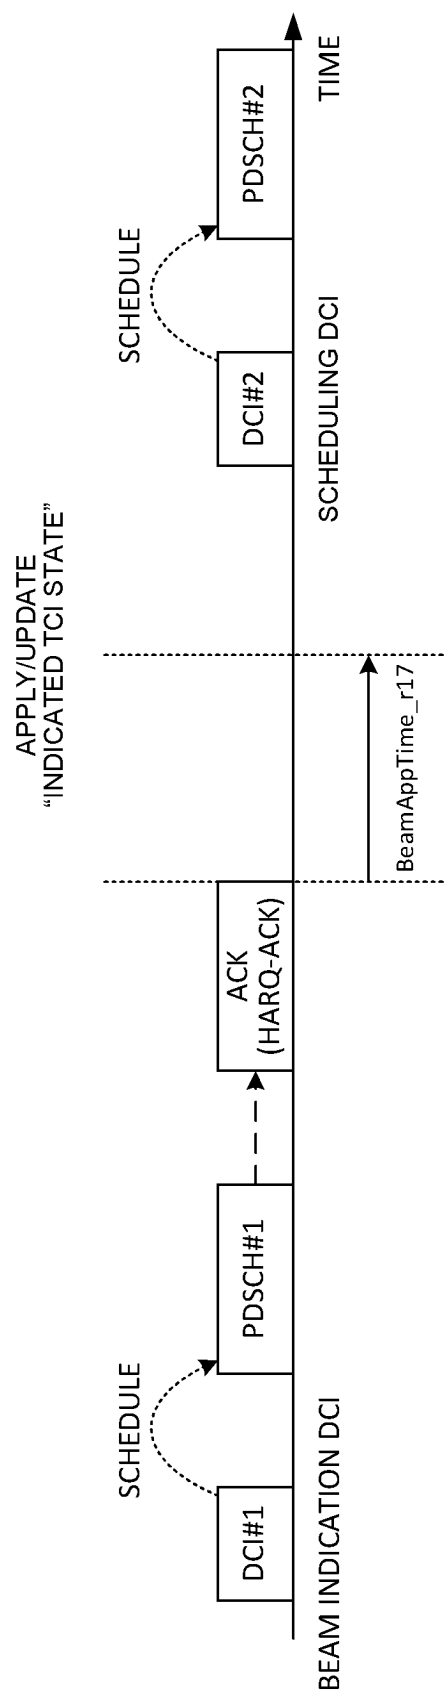 APPLY/UPDATE
“INDICATED TCI STATE”
SCHEDULE
SCHEDULE
DCI#1
PDSCH#1
ACK
(HARQ-ACK)
DCI#2
PDSCH#2
BEAM INDICATION DCI
SCHEDULING DCI
TIME
BeamAppTime_r17